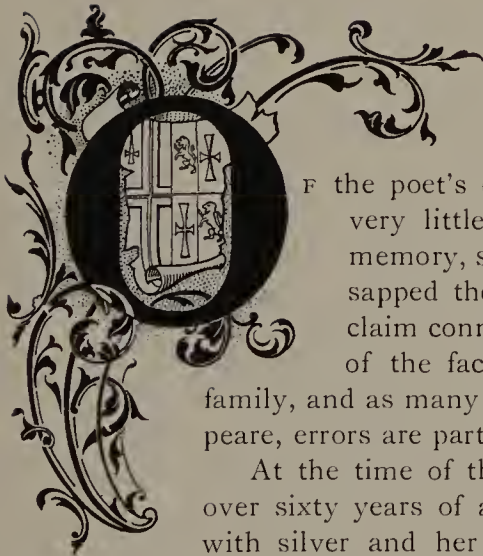 OF the poet's
very little
memory, s
sapped the
claim conn
of the fac
family, and as many
peare, errors are part
At the time of th
over sixty years of a
with silver and her